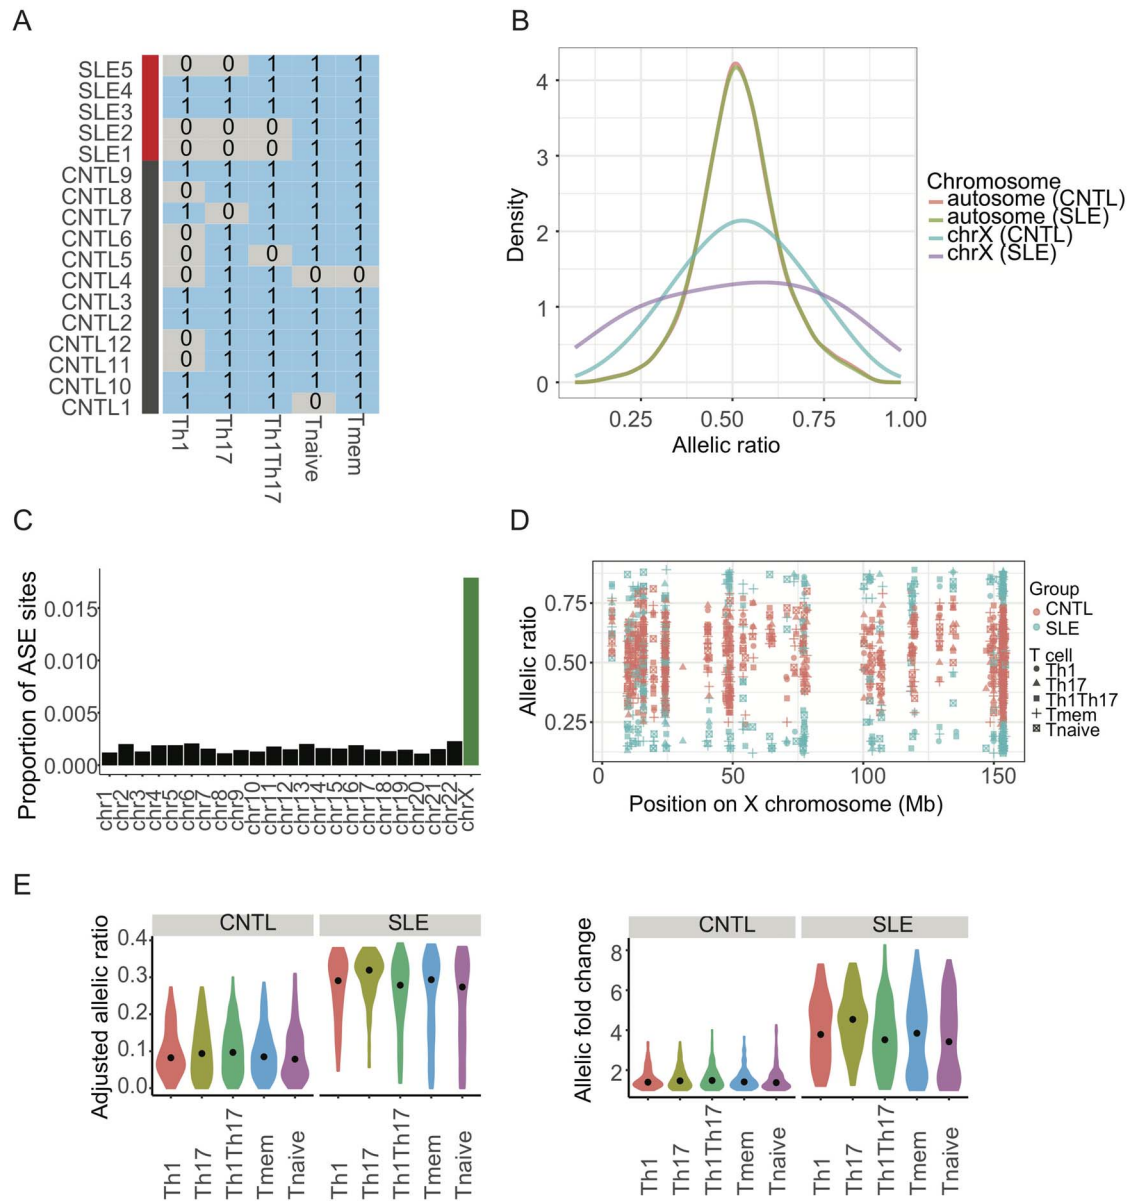 A
SLE5 0 0 1 1 1
SLE4 1 1 1 1 1
SLE3 1 1 1 1 1
SLE2 0 0 0 1 1
SLE1 0 0 0 1 1
CNTL9 1 1 1 1 1
CNTL8 0 1 1 1 1
CNTL7 1 0 1 1 1
CNTL6 0 1 1 1 1
CNTL5 0 1 0 1 1
CNTL4 0 1 1 0 0
CNTL3 1 1 1 1 1
CNTL2 1 1 1 1 1
CNTL12 0 1 1 1 1
CNTL11 0 1 1 1 1
CNTL10 1 1 1 1 1
CNTL1 1 1 1 0 1
Th1 Th17 Th1Th17 Tnaive Tmem
B
Density
4
3
2
1
0
0.25 0.50 0.75 1.00
Allelic ratio
Chromosome
autosome (CNTL)
autosome (SLE)
chrX (CNTL)
chrX (SLE)
C
Proportion of ASE sites
0.015
0.010
0.005
0.000
chr1 chr2 chr3 chr4 chr5 chr6 chr7 chr8 chr9 chr10 chr11 chr12 chr13 chr14 chr15 chr16 chr17 chr18 chr19 chr20 chr21 chr22 chrX
D
Allelic ratio
0.75
0.50
0.25
0 50 100 150
Position on X chromosome (Mb)
Group
CNTL
SLE
T cell
Th1
Th17
Th1Th17
Tmem
Tnaive
E
Adjusted allelic ratio
CNTL SLE
0.4
0.3
0.2
0.1
0.0
Th1 Th17 Th1Th17 Tmem Tnaive Th1 Th17 Th1Th17 Tmem Tnaive
Allelic fold change
CNTL SLE
8
6
4
2
Th1 Th17 Th1Th17 Tmem Tnaive Th1 Th17 Th1Th17 Tmem Tnaive